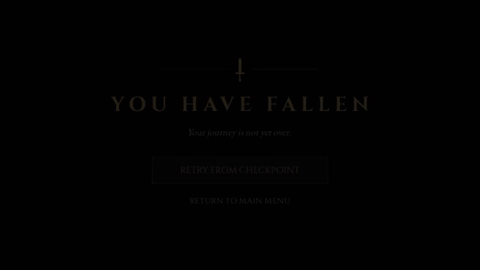 YOU HAVE FALLEN
Your journey is not yet over.
RETRY FROM CHECKPOINT
RETURN TO MAIN MENU